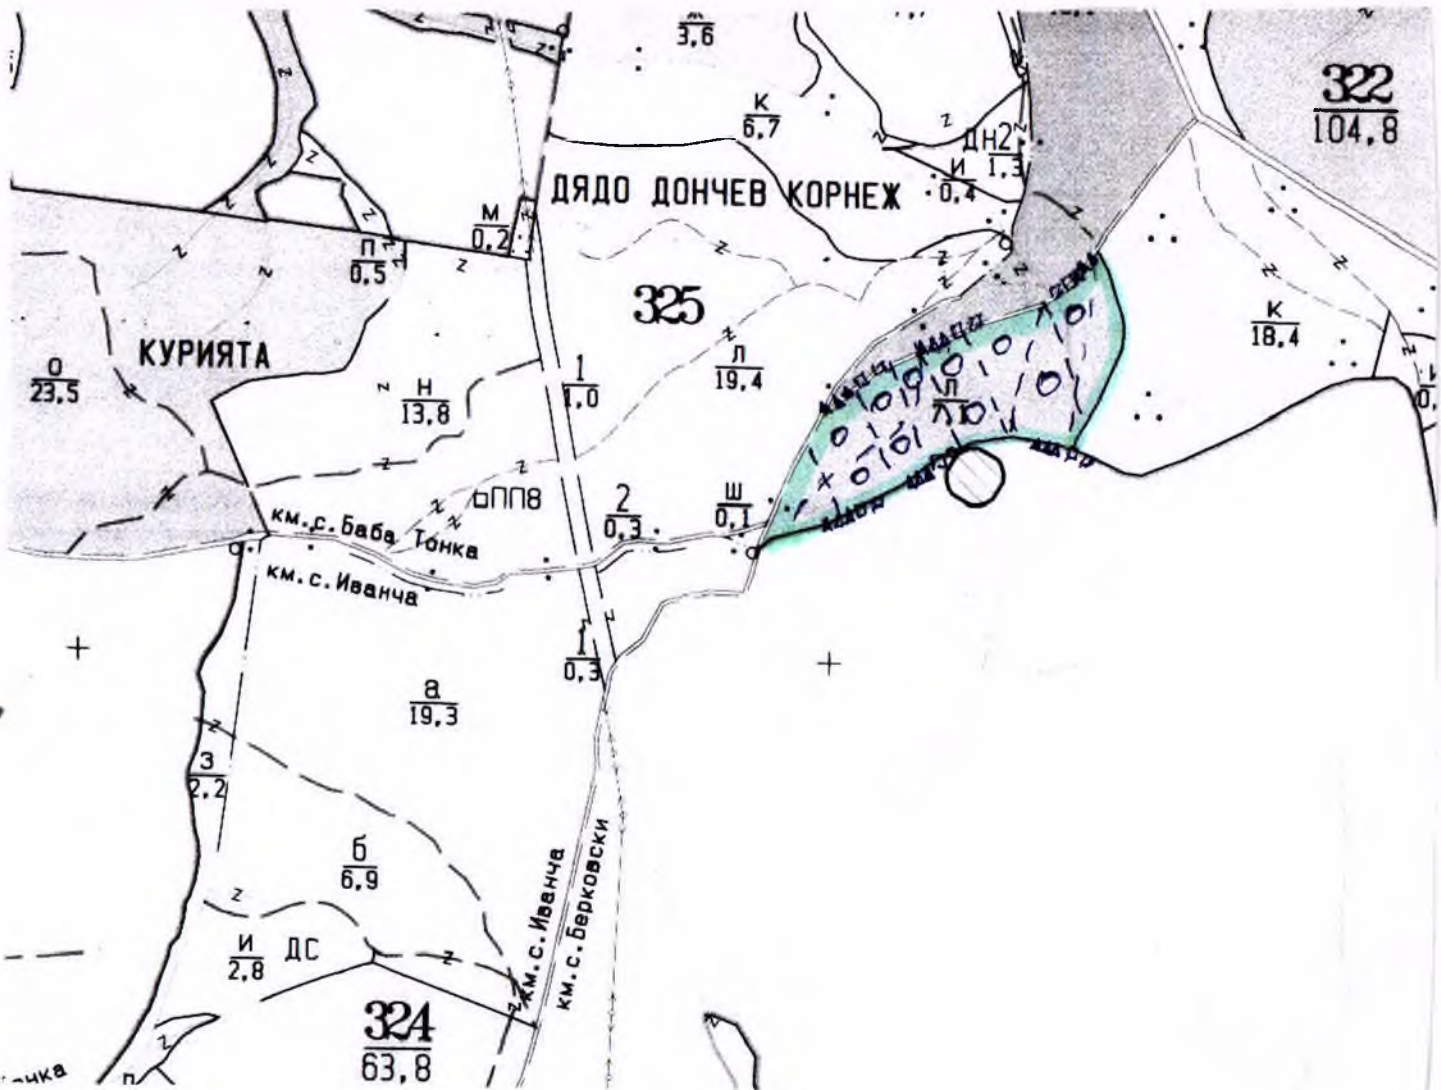 3,6
К
6,7
322
104,8
ДН2
1,3
И
0,4
ДЯДО ДОНЧЕВ КОРНЕЖ
М
0,2
П
0,5
325
К
18,4
КУРИЯТА
О
23,5
Н
13,8
1
1,0
Л
19,4
Л
7,1
ПП8
2
0,3
Ш
0,1
км.с.Баба Тонка
км.с.Иванча
1
0,3
а
19,3
З
2,2
б
6,9
И
2,8
ДС
км.с.Иванча
км.с.Берковски
324
63,8